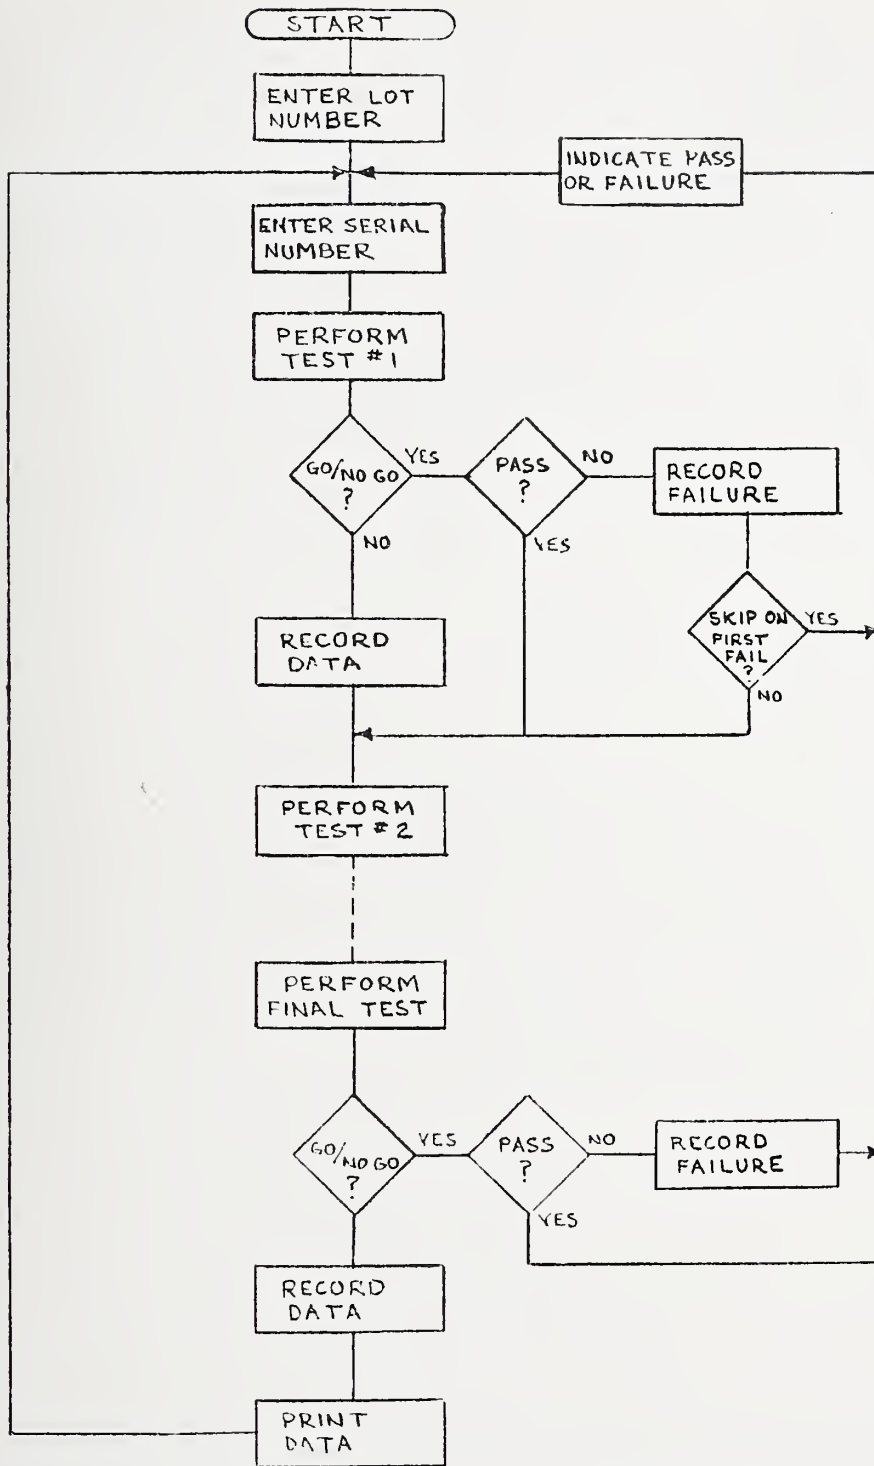 START
ENTER LOT
NUMBER
INDICATE PASS
OR FAILURE
ENTER SERIAL
NUMBER
PERFORM
TEST #1
GO/NO GO
?
YES
NO
PASS
?
NO
YES
RECORD
FAILURE
SKIP ON
FIRST
FAIL
?
YES
NO
RECORD
DATA
PERFORM
TEST #2
PERFORM
FINAL TEST
GO/NO GO
?
YES
PASS
?
NO
YES
RECORD
FAILURE
RECORD
DATA
PRINT
DATA